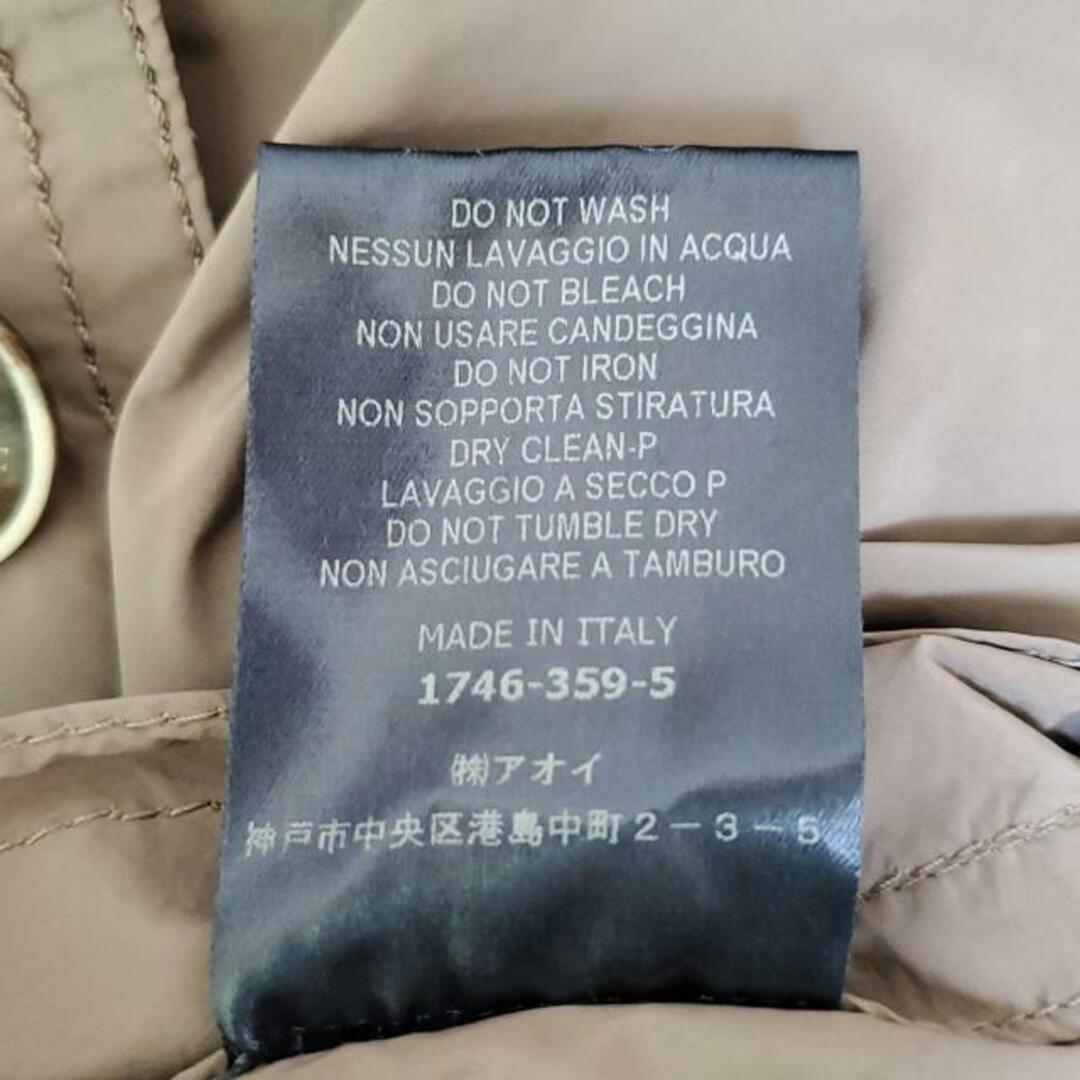 DO NOT WASH
NESSUN LAVAGGIO IN ACQUA
DO NOT BLEACH
NON USARE CANDEGGINA
DO NOT IRON
NON SOPPORTA STIRATURA
DRY CLEAN-P
LAVAGGIO A SECCO P
DO NOT TUMBLE DRY
NON ASCIUGARE A TAMBURO
MADE IN ITALY
1746-359-5
㈱アオイ
神戸市中央区港島中町２－３－５